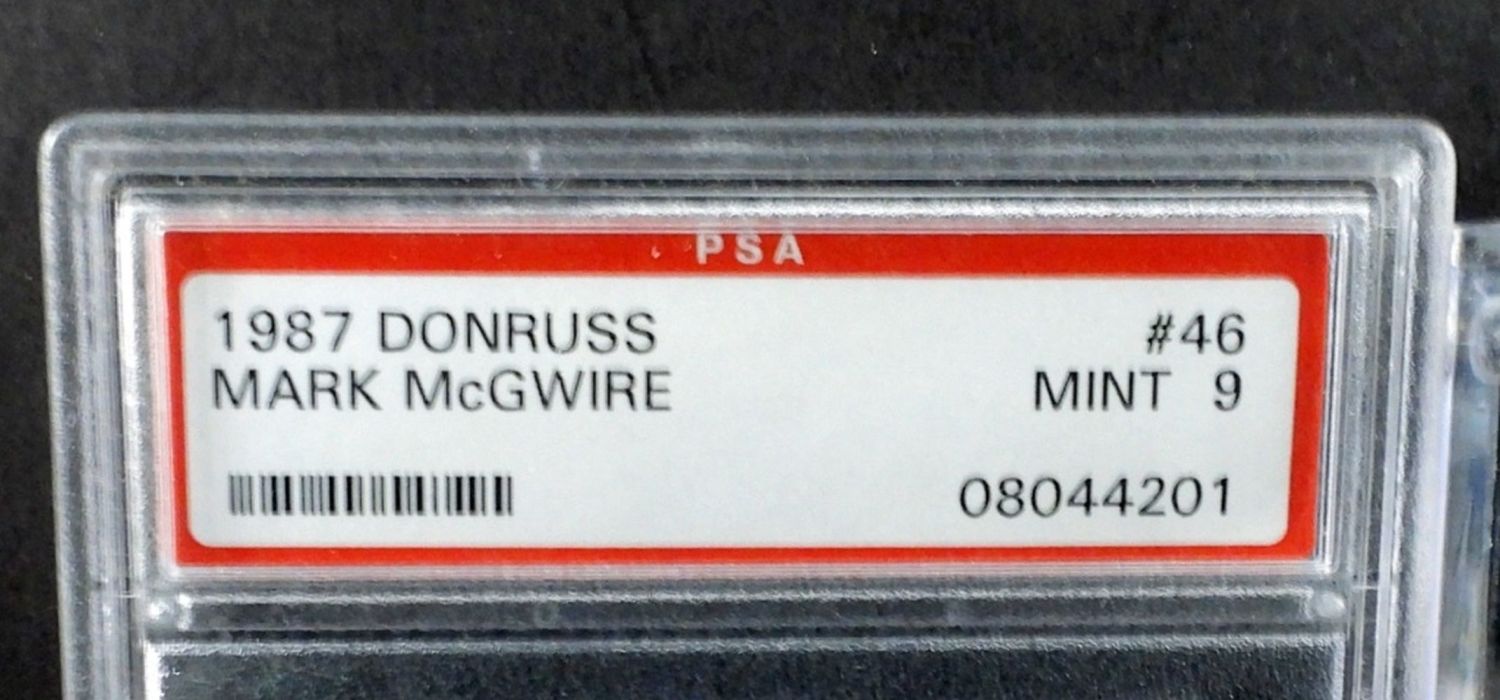 PSA
1987 DONRUSS #46
MARK McGWIRE MINT 9
08044201